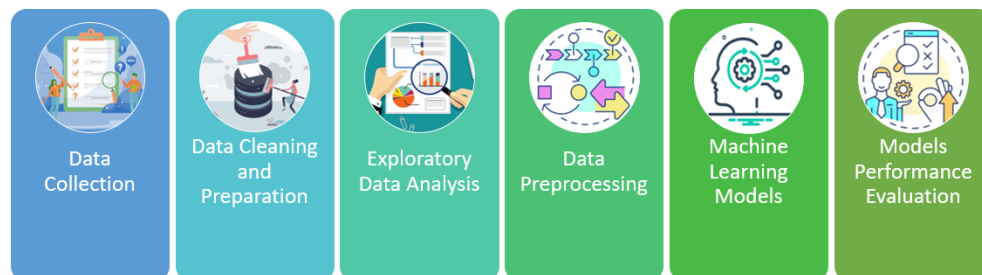 Data
Collection
Data Cleaning
and
Preparation
Exploratory
Data Analysis
Data
Preprocessing
Machine
Learning
Models
Models
Performance
Evaluation